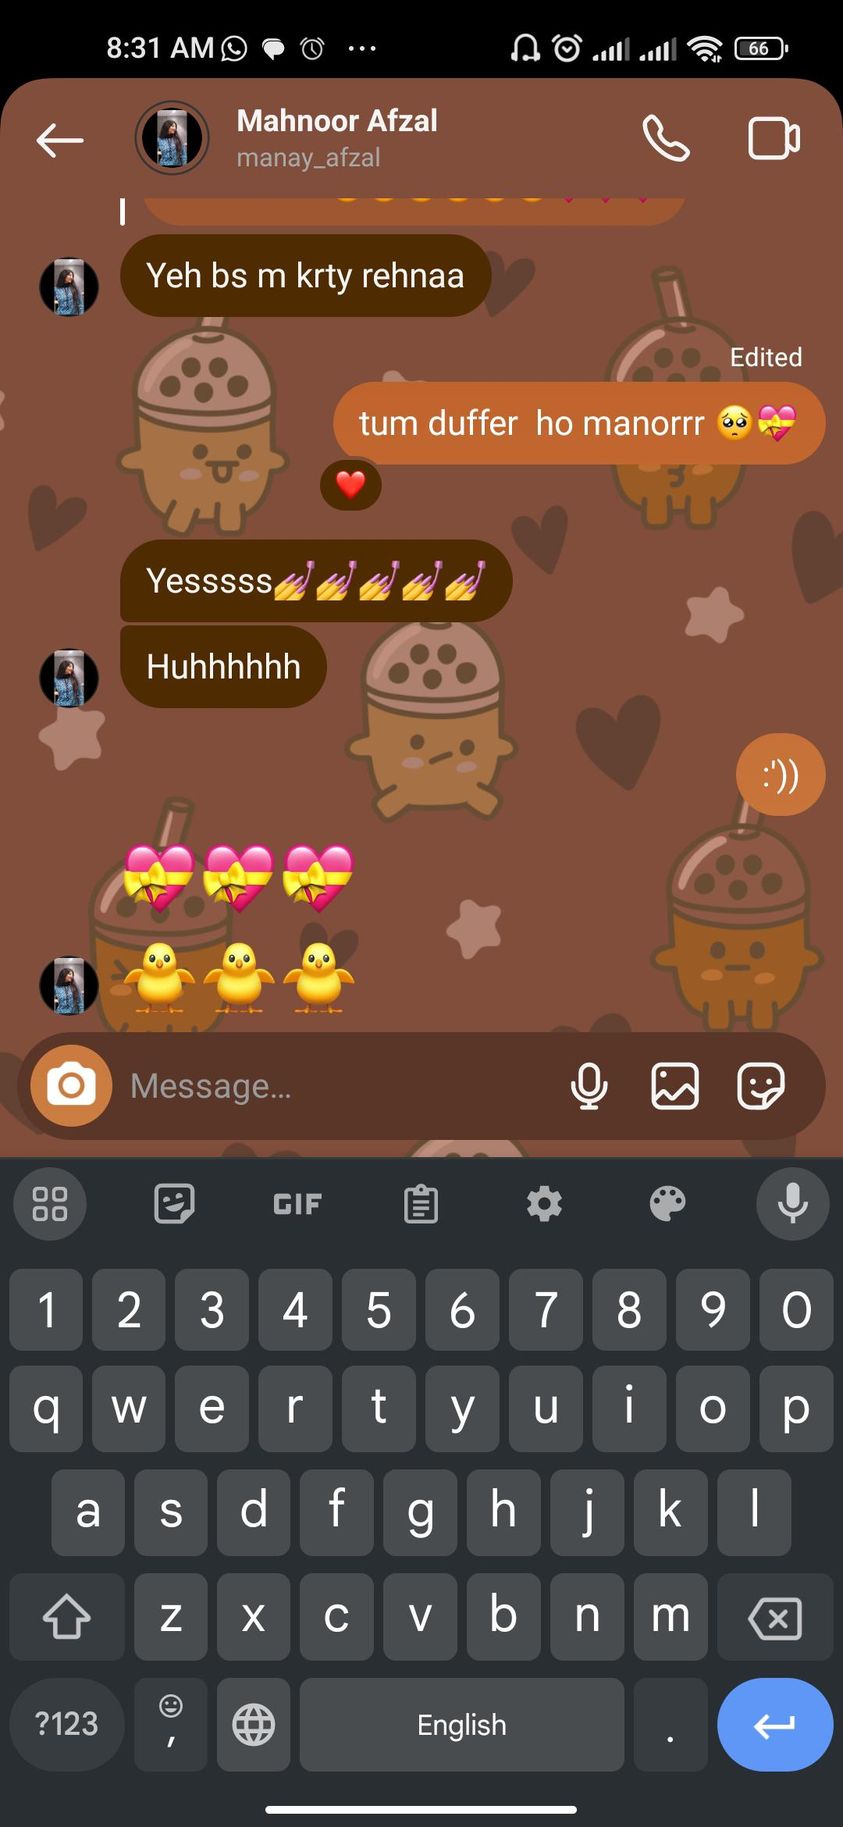 8:31 AM
66
Mahnoor Afzal
manay_afzal
Yeh bs m krty rehnaa
Edited
tum duffer  ho manorrr 🥺💝
❤️
Yesssss💅💅💅💅💅
Huhhhhhh
:'))
💝💝💝
🐥🐥🐥
Message...
GIF
1 2 3 4 5 6 7 8 9 0
q w e r t y u i o p
a s d f g h j k l
z x c v b n m
?123 , English .